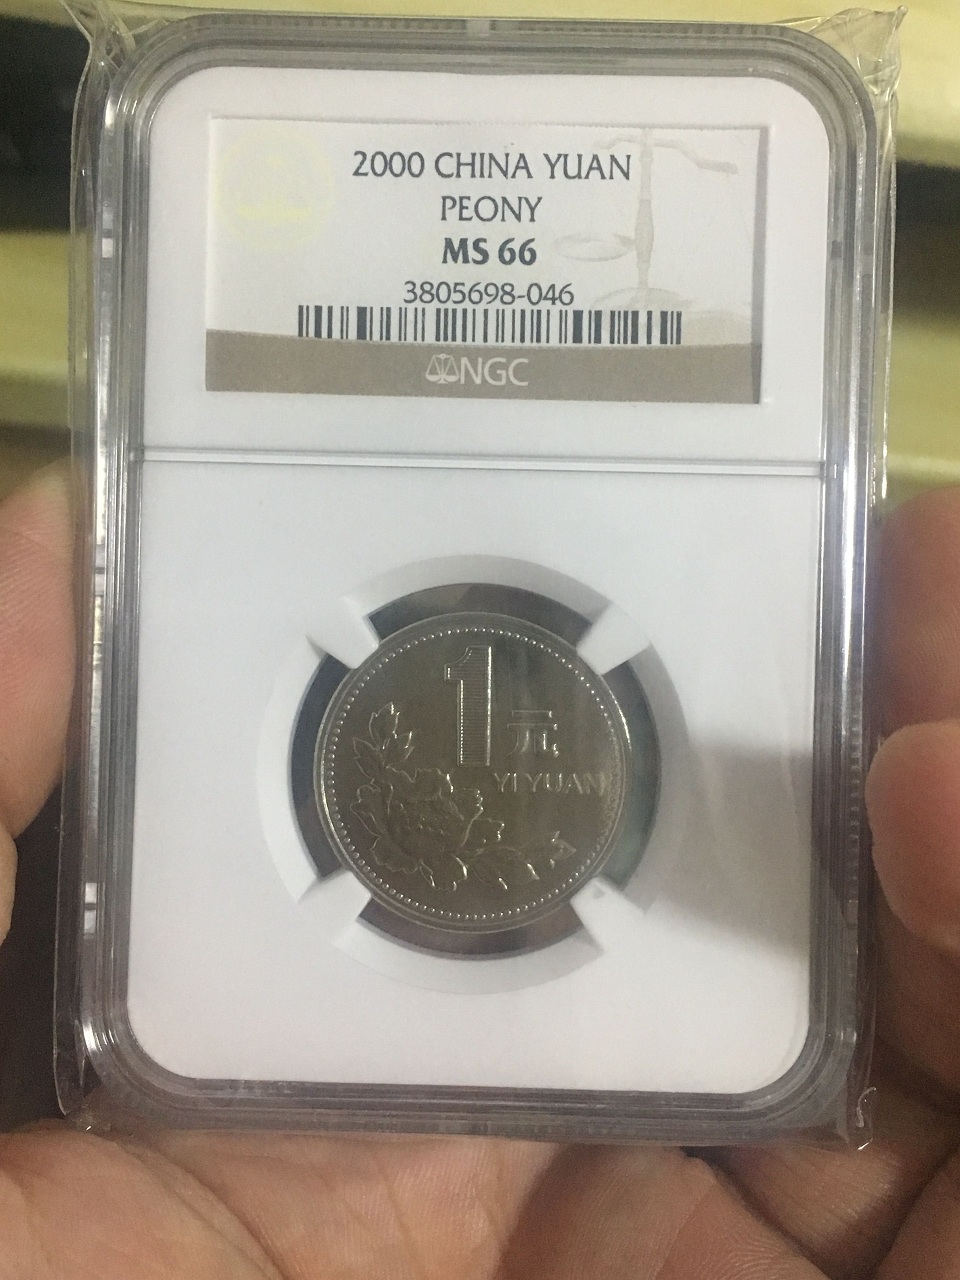 2000 CHINA YUAN
PEONY
MS 66
3805698-046
NGC
1元
YI YUAN